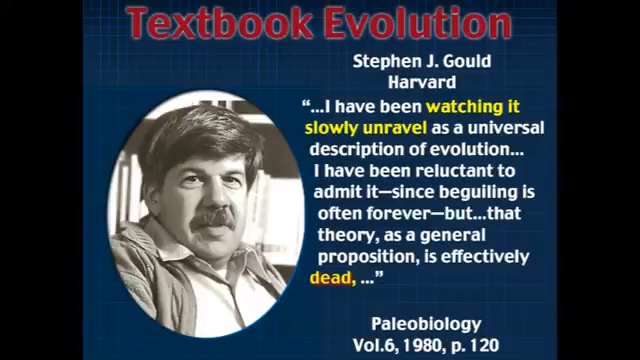 Textbook Evolution
Stephen J. Gould
Harvard
“...I have been watching it
slowly unravel as a universal
description of evolution...
I have been reluctant to
admit it—since beguiling is
often forever—but...that
theory, as a general
proposition, is effectively
dead, ...”
Paleobiology
Vol.6, 1980, p. 120